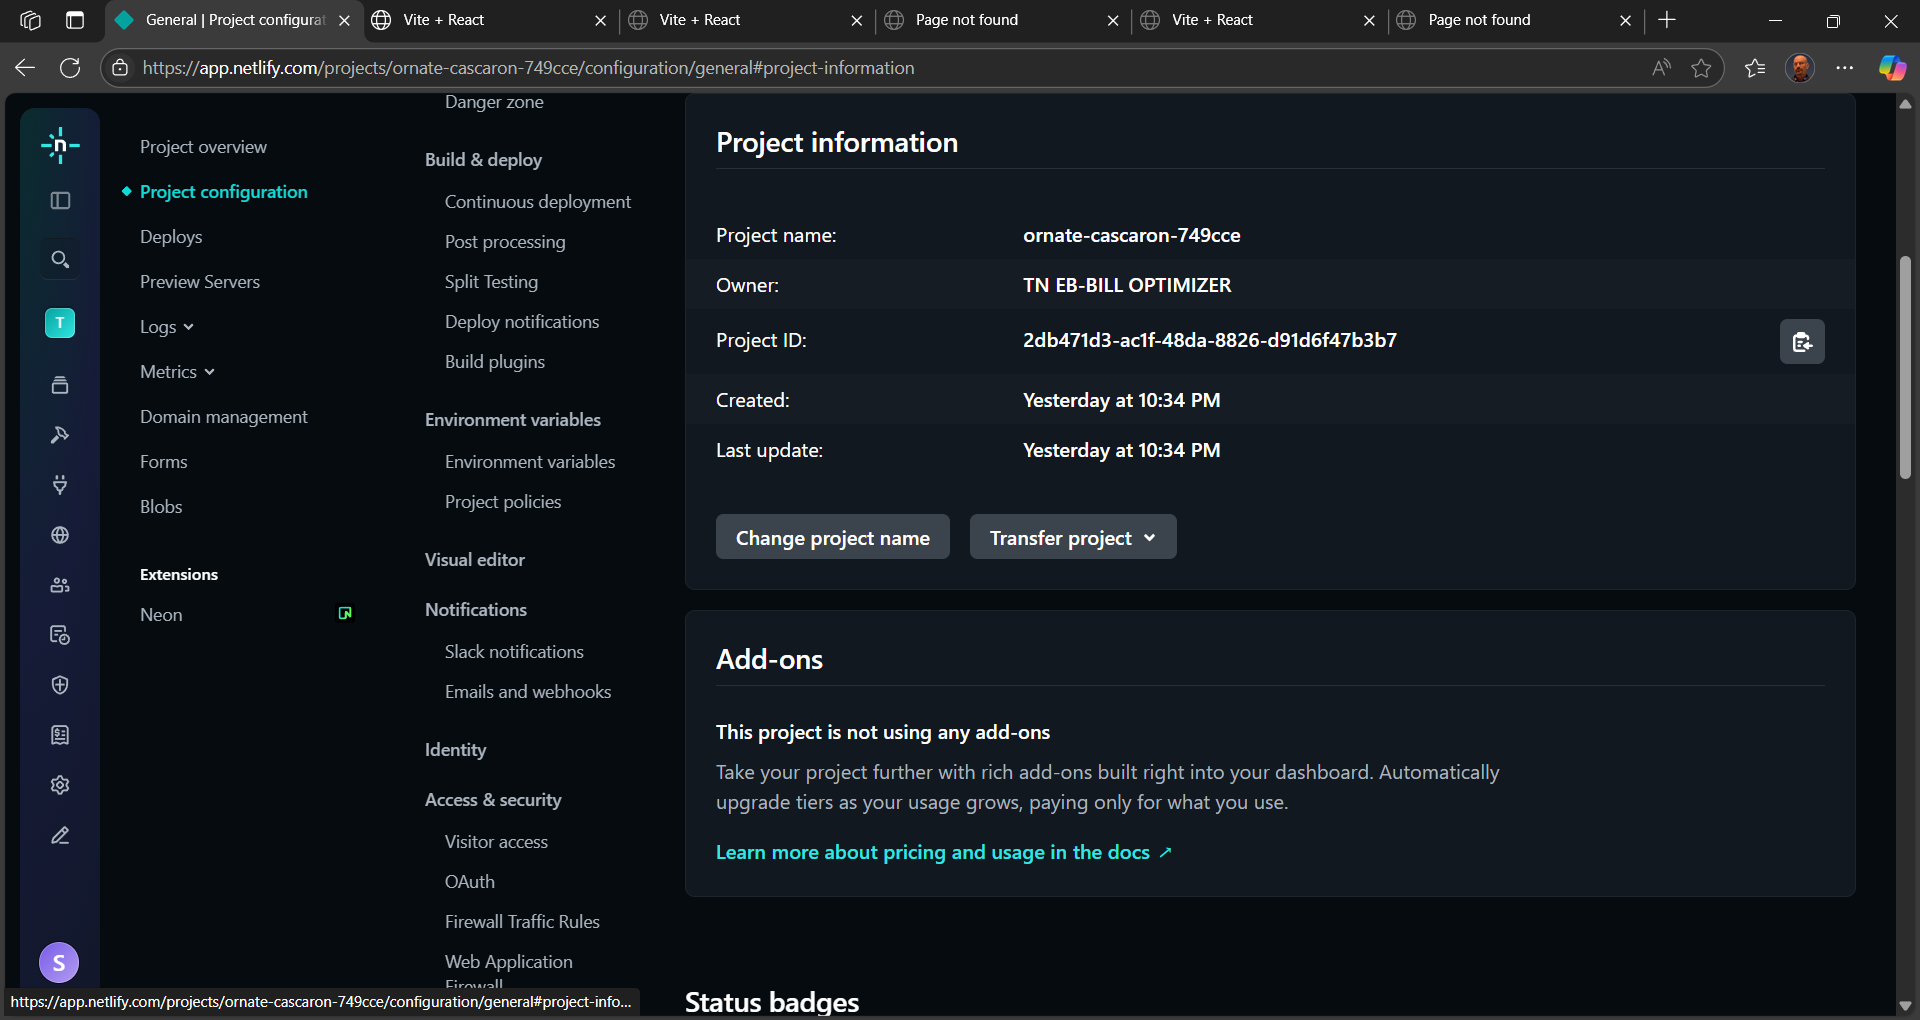 General | Project configurat
Vite + React
Vite + React
Page not found
Vite + React
Page not found
https://app.netlify.com/projects/ornate-cascaron-749cce/configuration/general#project-information
n
T
S
Project overview
Project configuration
Deploys
Preview Servers
Logs
Metrics
Domain management
Forms
Blobs
Extensions
Neon
Danger zone
Build & deploy
Continuous deployment
Post processing
Split Testing
Deploy notifications
Build plugins
Environment variables
Environment variables
Project policies
Visual editor
Notifications
Slack notifications
Emails and webhooks
Identity
Access & security
Visitor access
OAuth
Firewall Traffic Rules
Web Application
Firewall
Project information
Project name: ornate-cascaron-749cce
Owner: TN EB-BILL OPTIMIZER
Project ID: 2db471d3-ac1f-48da-8826-d91d6f47b3b7
Created: Yesterday at 10:34 PM
Last update: Yesterday at 10:34 PM
Change project name
Transfer project
Add-ons
This project is not using any add-ons
Take your project further with rich add-ons built right into your dashboard. Automatically
upgrade tiers as your usage grows, paying only for what you use.
Learn more about pricing and usage in the docs
Status badges
https://app.netlify.com/projects/ornate-cascaron-749cce/configuration/general#project-info...